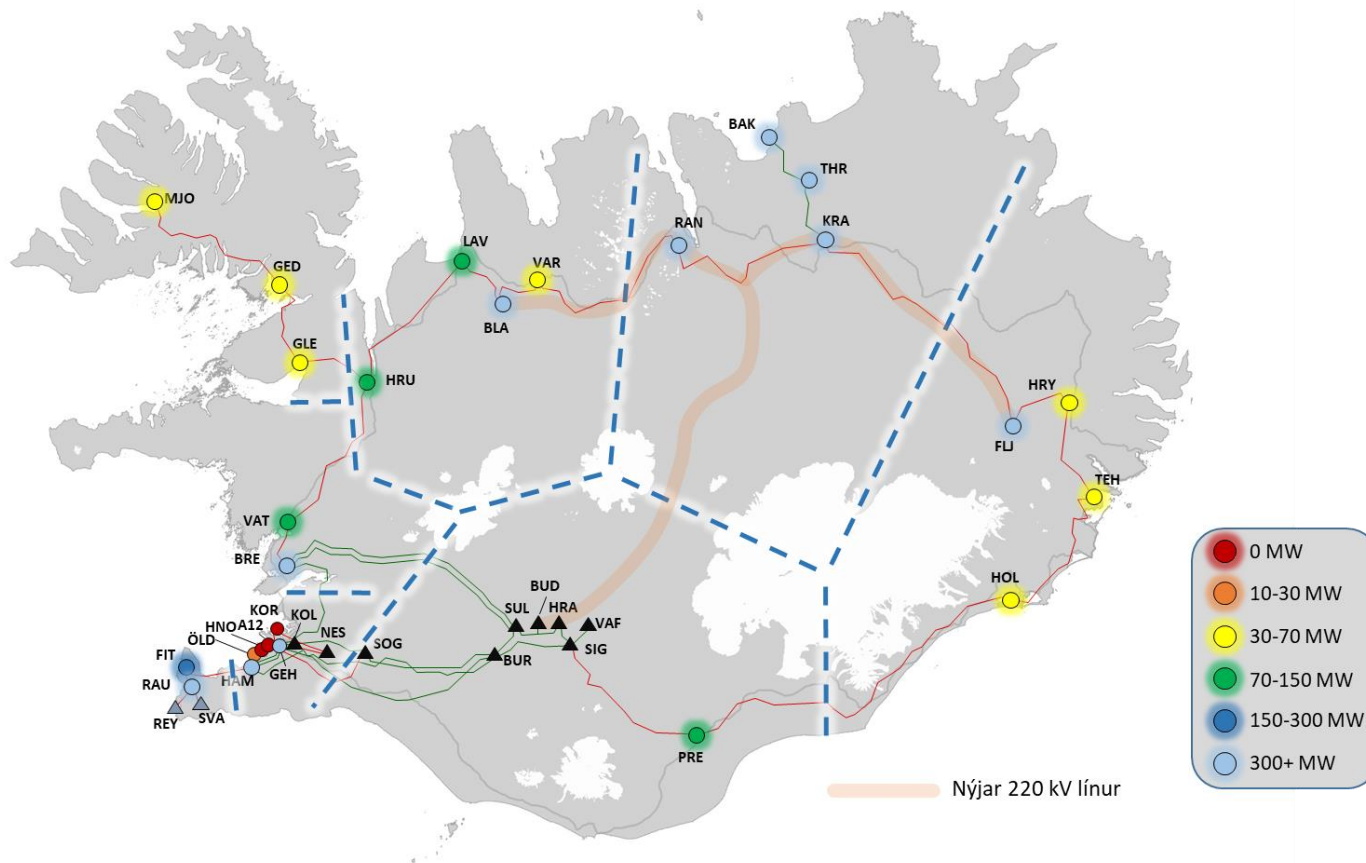 BAK
THR
MJO
RAN
KRA
LAV
VAR
GED
BLA
GLE
HRU
HRY
FLJ
TEH
VAT
BRE
HOL
BUD
SUL
HRA
VAF
KOR
HNO
A12
KOL
ÖLD
NES
SOG
BUR
SIG
FIT
GEH
HAM
RAU
REY
SVA
PRE
0 MW
10-30 MW
30-70 MW
70-150 MW
150-300 MW
300+ MW
Nýjar 220 kV línur